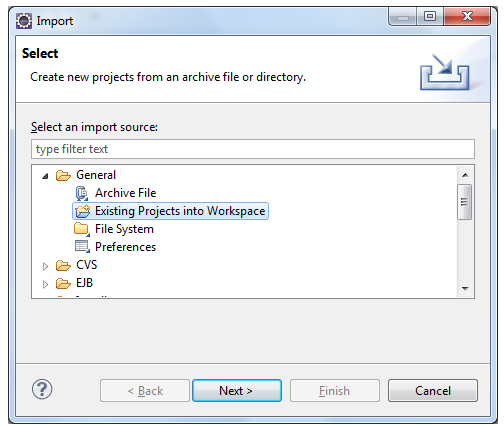 Import
Select
Create new projects from an archive file or directory.
Select an import source:
type filter text
General
Archive File
Existing Projects into Workspace
File System
Preferences
CVS
EJB
?
< Back
Next >
Finish
Cancel